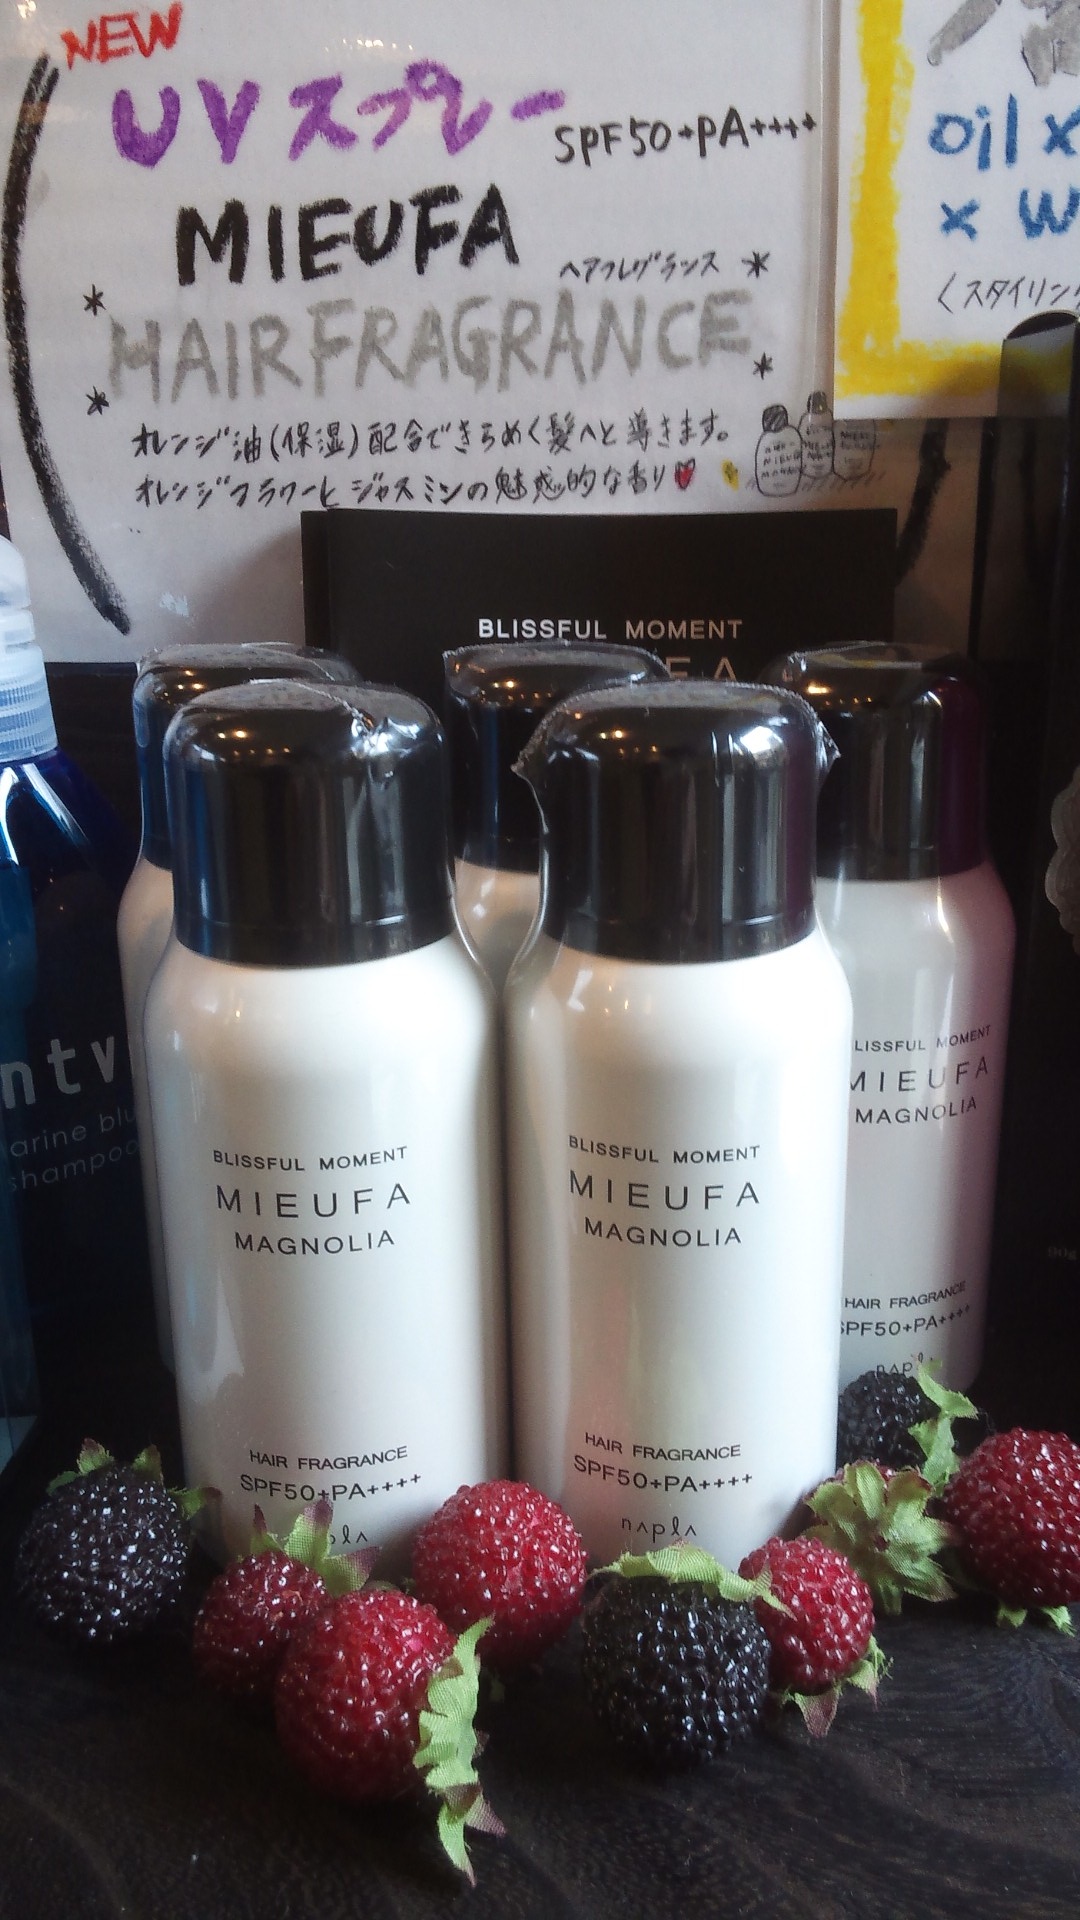 NEW
UVスプレー
SPF50+PA++++
MIEUFA
ヘアフレグランス
HAIR FRAGRANCE
オレンジ油(保湿)配合できらめく髪へと導きます。
オレンジフラワーとジャスミンの魅惑的な香り
oil x
x W
<スタイリン
BLISSFUL MOMENT
BLISSFUL MOMENT
MIEUFA
MAGNOLIA
HAIR FRAGRANCE
SPF50+PA++++
BLISSFUL MOMENT
MIEUFA
MAGNOLIA
HAIR FRAGRANCE
SPF50+PA++++
napla
LISSFUL MOMENT
MIEUFA
MAGNOLIA
HAIR FRAGRANCE
SPF50+PA++++
napla
ntv
arine blu
shampoo
90g